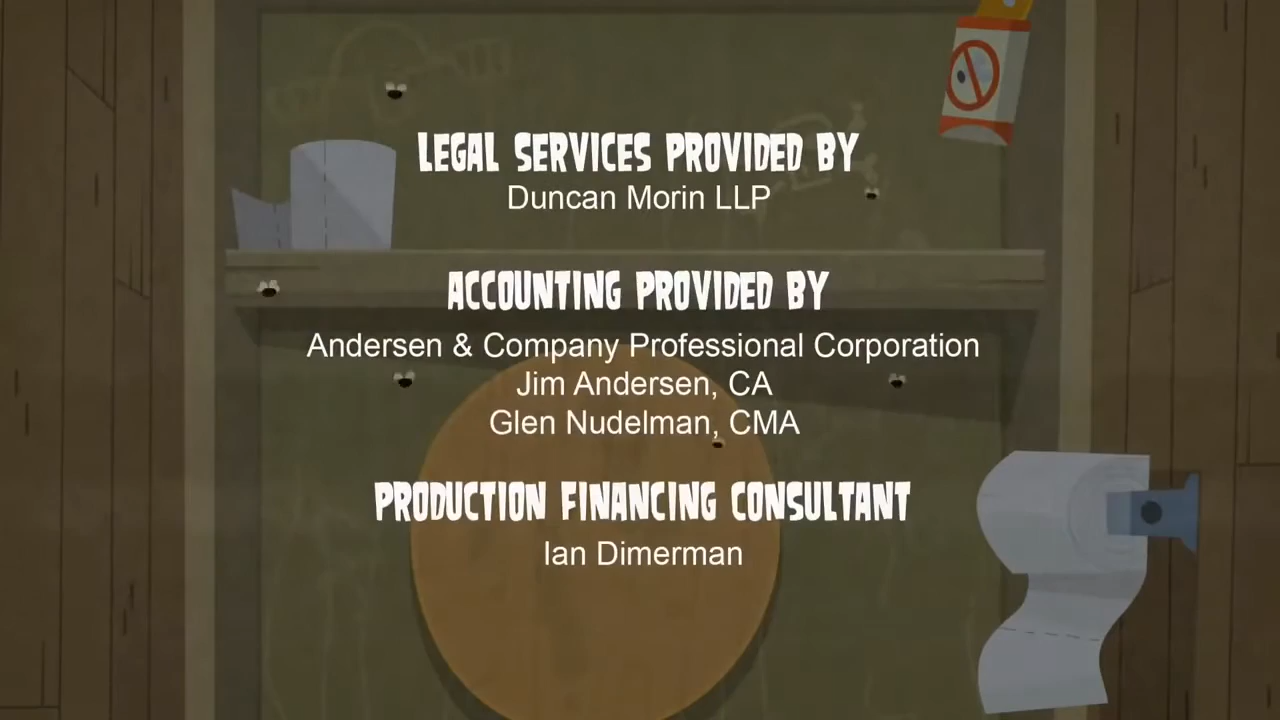 LEGAL SERVICES PROVIDED BY
Duncan Morin LLP
ACCOUNTING PROVIDED BY
Andersen & Company Professional Corporation
Jim Andersen, CA
Glen Nudelman, CMA
PRODUCTION FINANCING CONSULTANT
Ian Dimerman